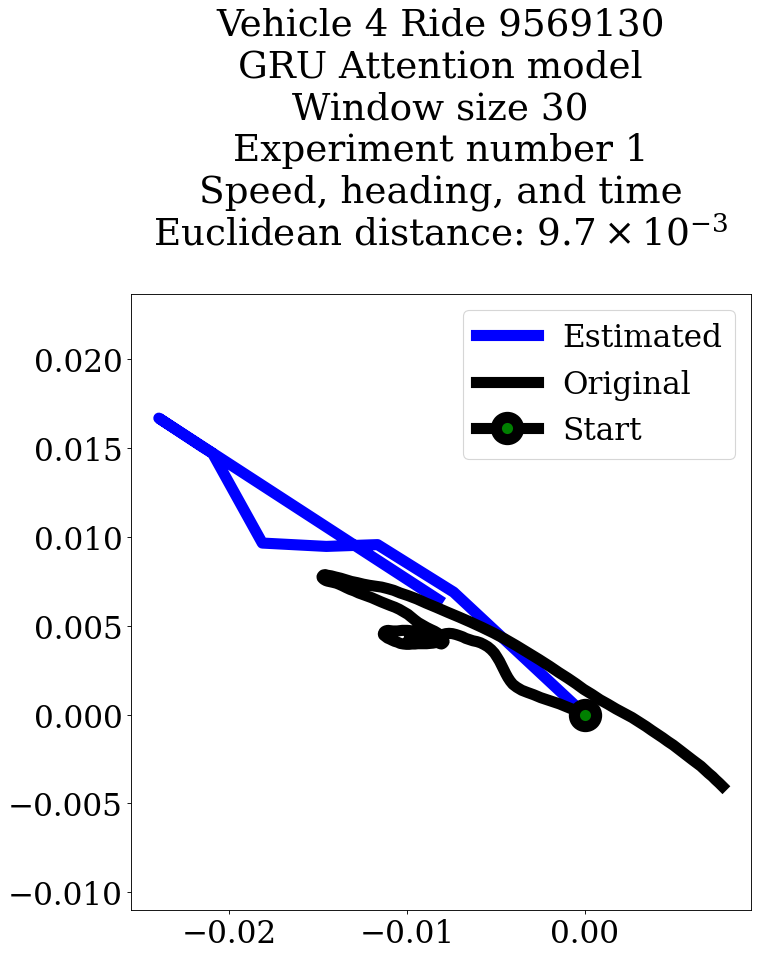 Vehicle 4 Ride 9569130
GRU Attention model
Window size 30
Experiment number 1
Speed, heading, and time
Euclidean distance: 9.7 × 10⁻³
Estimated
Original
Start
0.020
0.015
0.010
0.005
0.000
−0.005
−0.010
−0.02
−0.01
0.00